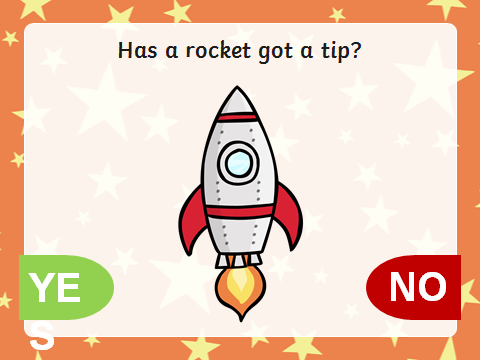 Has a rocket got a tip?
YE
S
NO